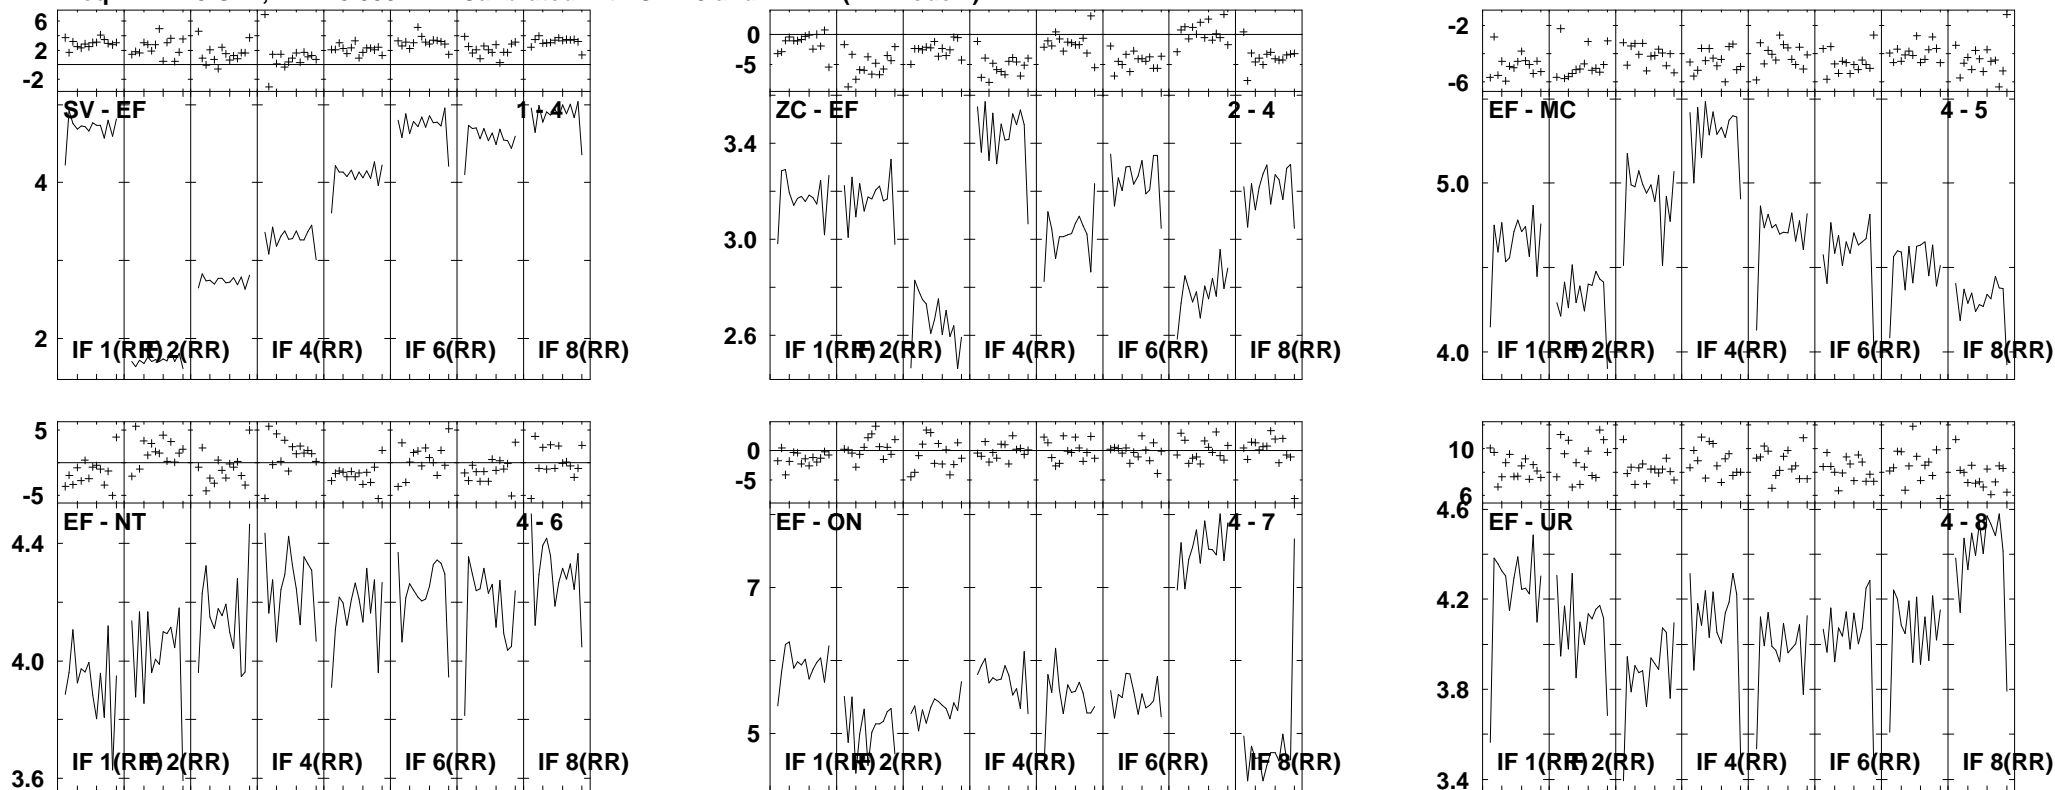 6
2
-2
SV - EF
1 - 4
4
2
IF 1(RR)
IF 2(RR)
IF 4(RR)
IF 6(RR)
IF 8(RR)
0
-5
ZC - EF
2 - 4
3.4
3.0
2.6
IF 1(RR)
IF 2(RR)
IF 4(RR)
IF 6(RR)
IF 8(RR)
-2
-6
EF - MC
4 - 5
5.0
4.0
IF 1(RR)
IF 2(RR)
IF 4(RR)
IF 6(RR)
IF 8(RR)
5
-5
EF - NT
4 - 6
4.4
4.0
3.6
IF 1(RR)
IF 2(RR)
IF 4(RR)
IF 6(RR)
IF 8(RR)
0
-5
EF - ON
4 - 7
7
5
IF 1(RR)
IF 2(RR)
IF 4(RR)
IF 6(RR)
IF 8(RR)
10
6
4.6
EF - UR
4 - 8
4.2
3.8
3.4
IF 1(RR)
IF 2(RR)
IF 4(RR)
IF 6(RR)
IF 8(RR)